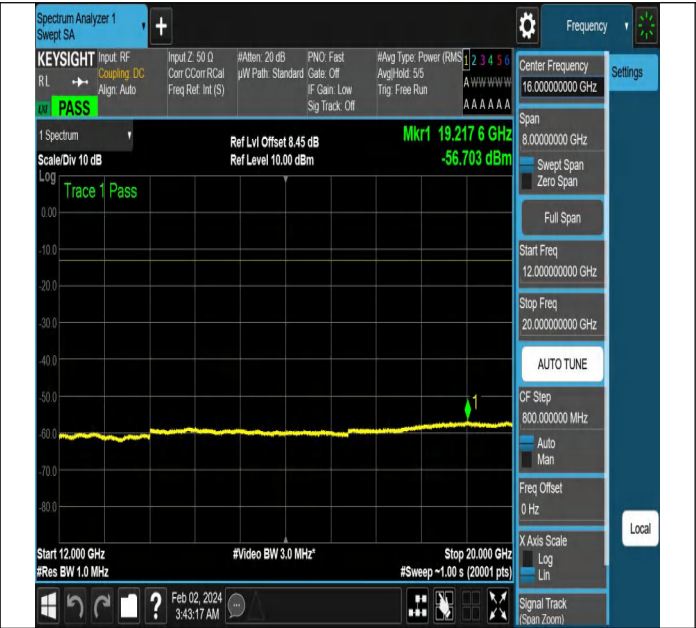 Spectrum Analyzer 1
Swept SA
+
Frequency
KEYSIGHT
RL
Input: RF
Coupling: DC
Align: Auto
Input Z: 50 Ω
Corr CCorr RCal
Freq Ref: Int (S)
#Atten: 20 dB
µW Path: Standard
PNO: Fast
Gate: Off
IF Gain: Low
Sig Track: Off
#Avg Type: Power (RMS
Avg|Hold: 5/5
Trig: Free Run
1 2 3 4 5 6
A W W W W W
A A A A A A
PASS
1 Spectrum
Scale/Div 10 dB
Ref Lvl Offset 8.45 dB
Ref Level 10.00 dBm
Mkr1 19.217 6 GHz
-56.703 dBm
Log
Trace 1 Pass
0.00
-10.0
-20.0
-30.0
-40.0
-50.0
-60.0
-70.0
-80.0
1
Start 12.000 GHz
#Res BW 1.0 MHz
#Video BW 3.0 MHz*
Stop 20.000 GHz
#Sweep ~1.00 s (20001 pts)
?
Feb 02, 2024
3:43:17 AM
Center Frequency
16.000000000 GHz
Settings
Span
8.00000000 GHz
Swept Span
Zero Span
Full Span
Start Freq
12.000000000 GHz
Stop Freq
20.000000000 GHz
AUTO TUNE
CF Step
800.000000 MHz
Auto
Man
Freq Offset
0 Hz
X Axis Scale
Log
Lin
Signal Track
(Span Zoom)
Local